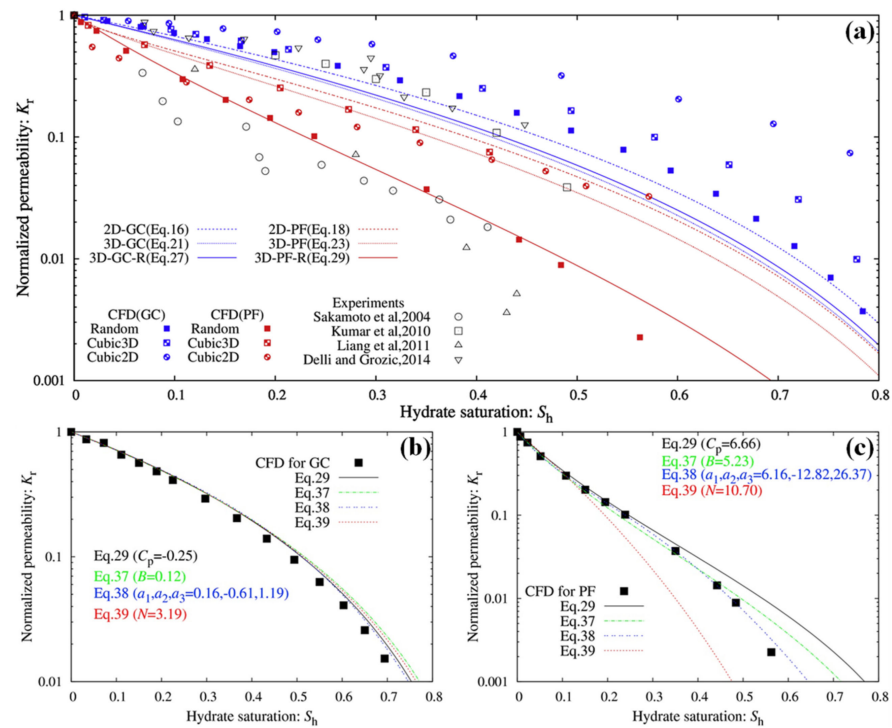 (a)
Normalized permeability: Kr
1
0.1
0.01
0.001
0 0.1 0.2 0.3 0.4 0.5 0.6 0.7 0.8
Hydrate saturation: Sh
2D-GC(Eq.16) 2D-PF(Eq.18)
3D-GC(Eq.21) 3D-PF(Eq.23)
3D-GC-R(Eq.27) 3D-PF-R(Eq.29)
CFD(GC) CFD(PF)
Random Random
Cubic3D Cubic3D
Cubic2D Cubic2D
Experiments
Sakamoto et al,2004
Kumar et al,2010
Liang et al,2011
Delli and Grozic,2014
(b)
Normalized permeability: Kr
1
0.1
0.01
0 0.1 0.2 0.3 0.4 0.5 0.6 0.7 0.8
Hydrate saturation: Sh
CFD for GC
Eq.29
Eq.37
Eq.38
Eq.39
Eq.29 (Cp=-0.25)
Eq.37 (B=0.12)
Eq.38 (a1,a2,a3=0.16,-0.61,1.19)
Eq.39 (N=3.19)
(c)
Normalized permeability: Kr
1
0.1
0.01
0.001
0 0.1 0.2 0.3 0.4 0.5 0.6 0.7 0.8
Hydrate saturation: Sh
Eq.29 (Cp=6.66)
Eq.37 (B=5.23)
Eq.38 (a1,a2,a3=6.16,-12.82,26.37)
Eq.39 (N=10.70)
CFD for PF
Eq.29
Eq.37
Eq.38
Eq.39